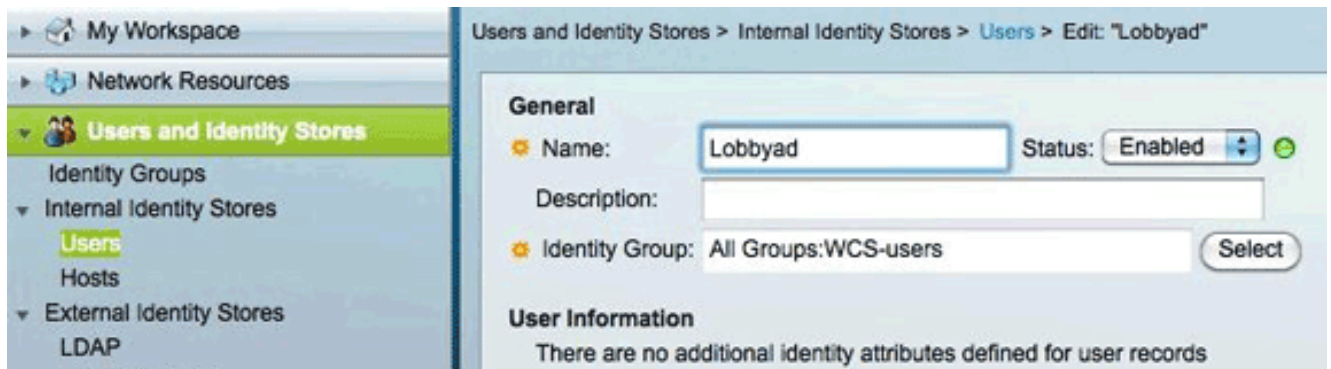 My Workspace
Network Resources
Users and Identity Stores
Identity Groups
Internal Identity Stores
Users
Hosts
External Identity Stores
LDAP
Users and Identity Stores > Internal Identity Stores > Users > Edit: "Lobbyad"
General
Name: Lobbyad Status: Enabled
Description:
Identity Group: All Groups:WCS-users Select
User Information
There are no additional identity attributes defined for user records